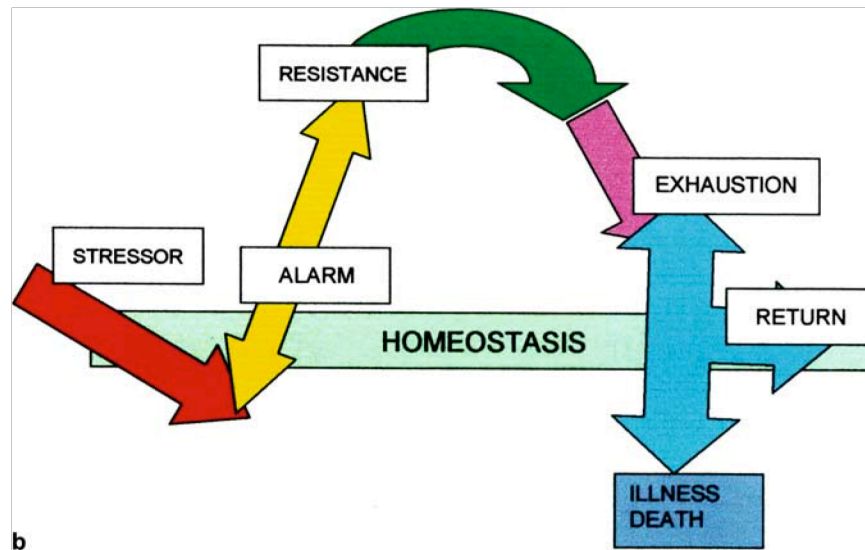 RESISTANCE
EXHAUSTION
STRESSOR
ALARM
RETURN
HOMEOSTASIS
ILLNESS
DEATH
b